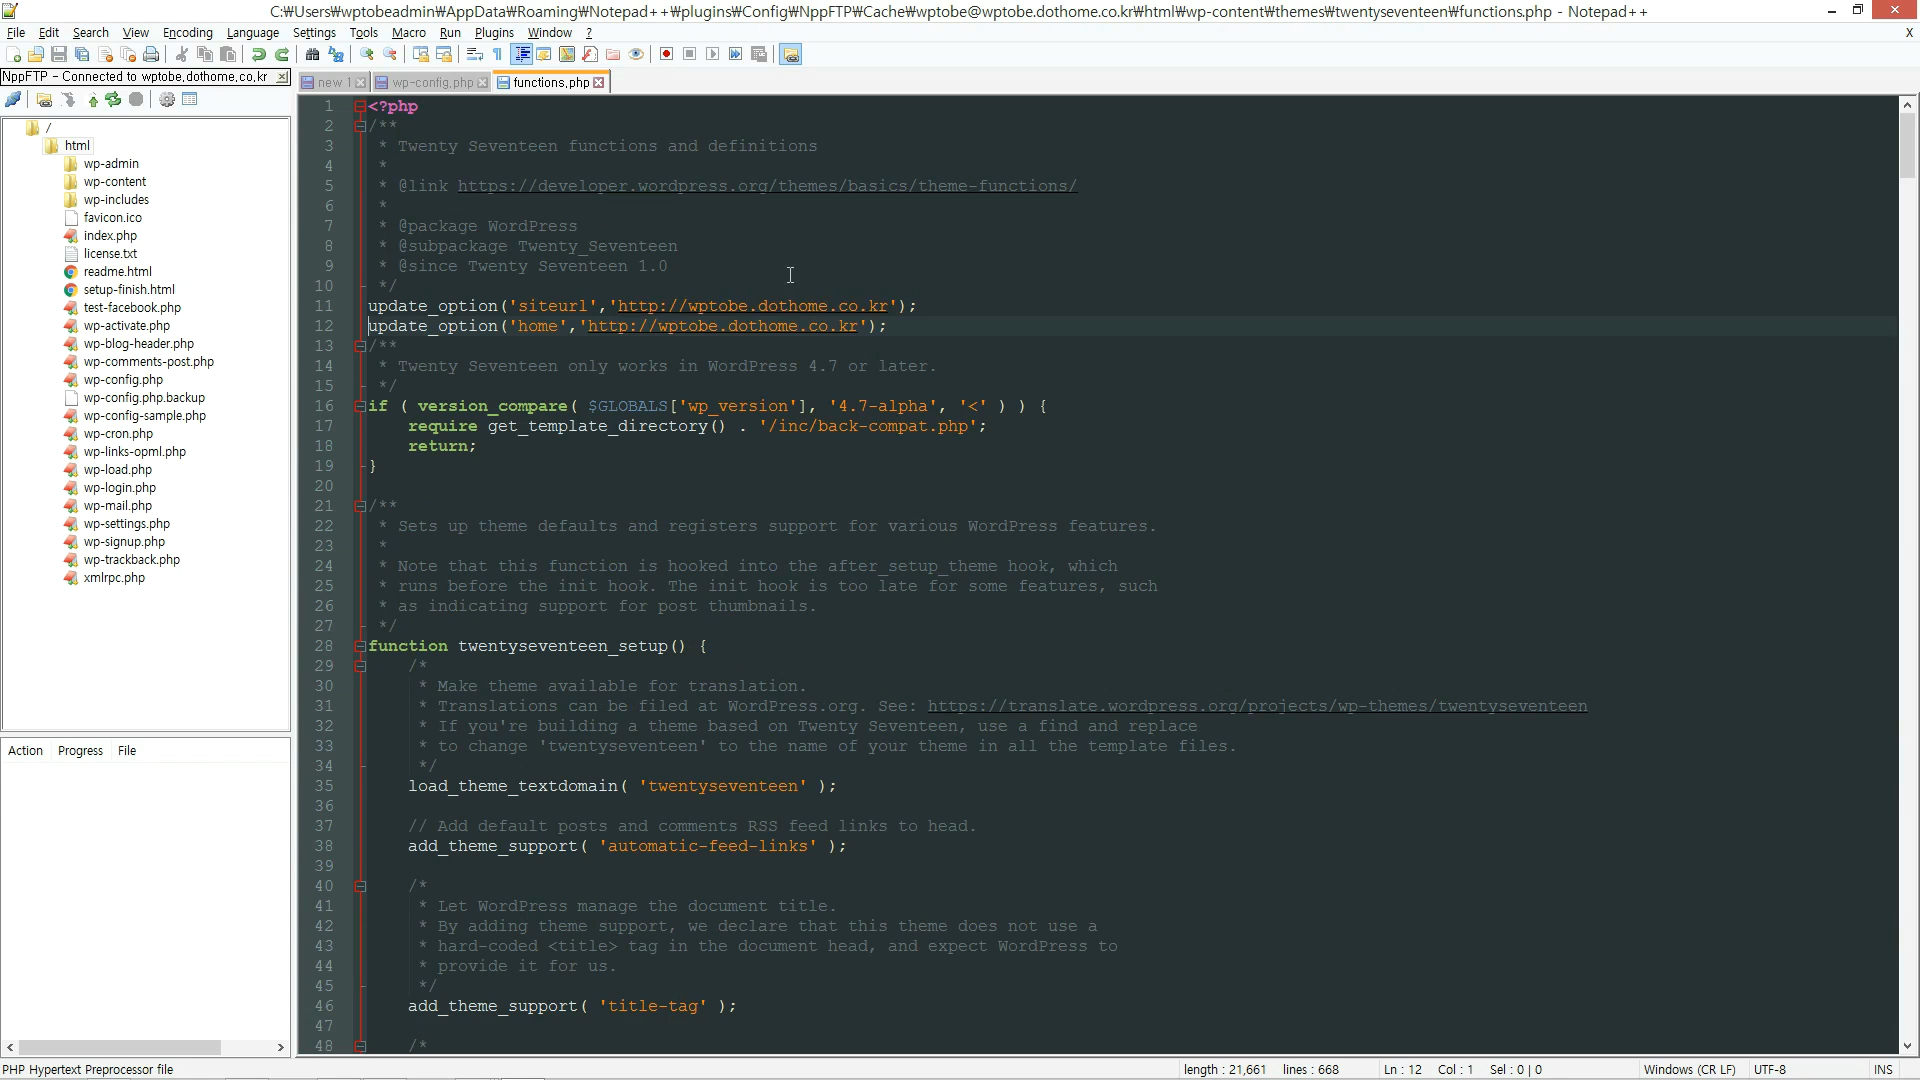 C:₩Users₩wptobeadmin₩AppData₩Roaming₩Notepad++₩plugins₩Config₩NppFTP₩Cache₩wptobe@wptobe.dothome.co.kr₩html₩wp-content₩themes₩twentyseventeen₩functions.php - Notepad++
File Edit Search View Encoding Language Settings Tools Macro Run Plugins Window ? X
NppFTP - Connected to wptobe.dothome.co.kr
new 1 wp-config.php functions.php
/
html
wp-admin
wp-content
wp-includes
favicon.ico
index.php
license.txt
readme.html
setup-finish.html
test-facebook.php
wp-activate.php
wp-blog-header.php
wp-comments-post.php
wp-config.php
wp-config.php.backup
wp-config-sample.php
wp-cron.php
wp-links-opml.php
wp-load.php
wp-login.php
wp-mail.php
wp-settings.php
wp-signup.php
wp-trackback.php
xmlrpc.php
Action Progress File
1 <?php
2 /**
3 * Twenty Seventeen functions and definitions
4 *
5 * @link https://developer.wordpress.org/themes/basics/theme-functions/
6 *
7 * @package WordPress
8 * @subpackage Twenty_Seventeen
9 * @since Twenty Seventeen 1.0
10 */
11 update_option('siteurl','http://wptobe.dothome.co.kr');
12 update_option('home','http://wptobe.dothome.co.kr');
13 /**
14 * Twenty Seventeen only works in WordPress 4.7 or later.
15 */
16 if ( version_compare( $GLOBALS['wp_version'], '4.7-alpha', '<' ) ) {
17 require get_template_directory() . '/inc/back-compat.php';
18 return;
19 }
20
21 /**
22 * Sets up theme defaults and registers support for various WordPress features.
23 *
24 * Note that this function is hooked into the after_setup_theme hook, which
25 * runs before the init hook. The init hook is too late for some features, such
26 * as indicating support for post thumbnails.
27 */
28 function twentyseventeen_setup() {
29 /*
30 * Make theme available for translation.
31 * Translations can be filed at WordPress.org. See: https://translate.wordpress.org/projects/wp-themes/twentyseventeen
32 * If you're building a theme based on Twenty Seventeen, use a find and replace
33 * to change 'twentyseventeen' to the name of your theme in all the template files.
34 */
35 load_theme_textdomain( 'twentyseventeen' );
36
37 // Add default posts and comments RSS feed links to head.
38 add_theme_support( 'automatic-feed-links' );
39
40 /*
41 * Let WordPress manage the document title.
42 * By adding theme support, we declare that this theme does not use a
43 * hard-coded <title> tag in the document head, and expect WordPress to
44 * provide it for us.
45 */
46 add_theme_support( 'title-tag' );
47
48 /*
PHP Hypertext Preprocessor file length : 21,661 lines : 668 Ln : 12 Col : 1 Sel : 0 | 0 Windows (CR LF) UTF-8 INS